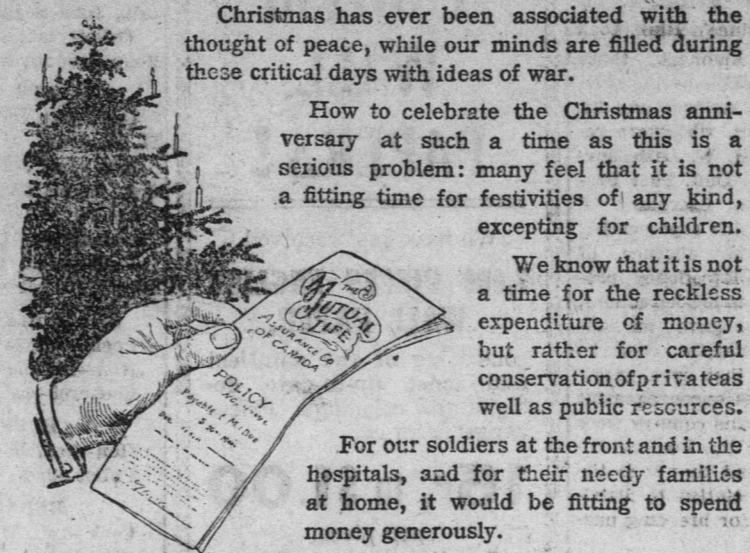 Christmas has ever been associated with the
thought of peace, while our minds are filled during
these critical days with ideas of war.
How to celebrate the Christmas anni-
versary at such a time as this is a
serious problem: many feel that it is not
a fitting time for festivities of any kind,
excepting for children.
We know that it is not
a time for the reckless
expenditure of money,
but rather for careful
conservation of private as
well as public resources.
For our soldiers at the front and in the
hospitals, and for their needy families
at home, it would be fitting to spend
money generously.
THE
MUTUAL
LIFE
ASSURANCE CO
OF CANADA
POLICY
Payable